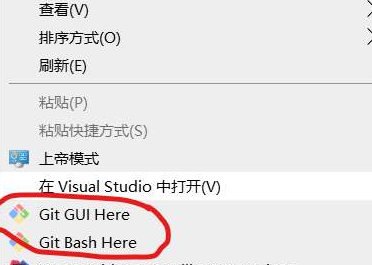 查看(V)
排序方式(O)
刷新(E)
粘贴(P)
粘贴快捷方式(S)
上帝模式
在 Visual Studio 中打开(V)
Git GUI Here
Git Bash Here